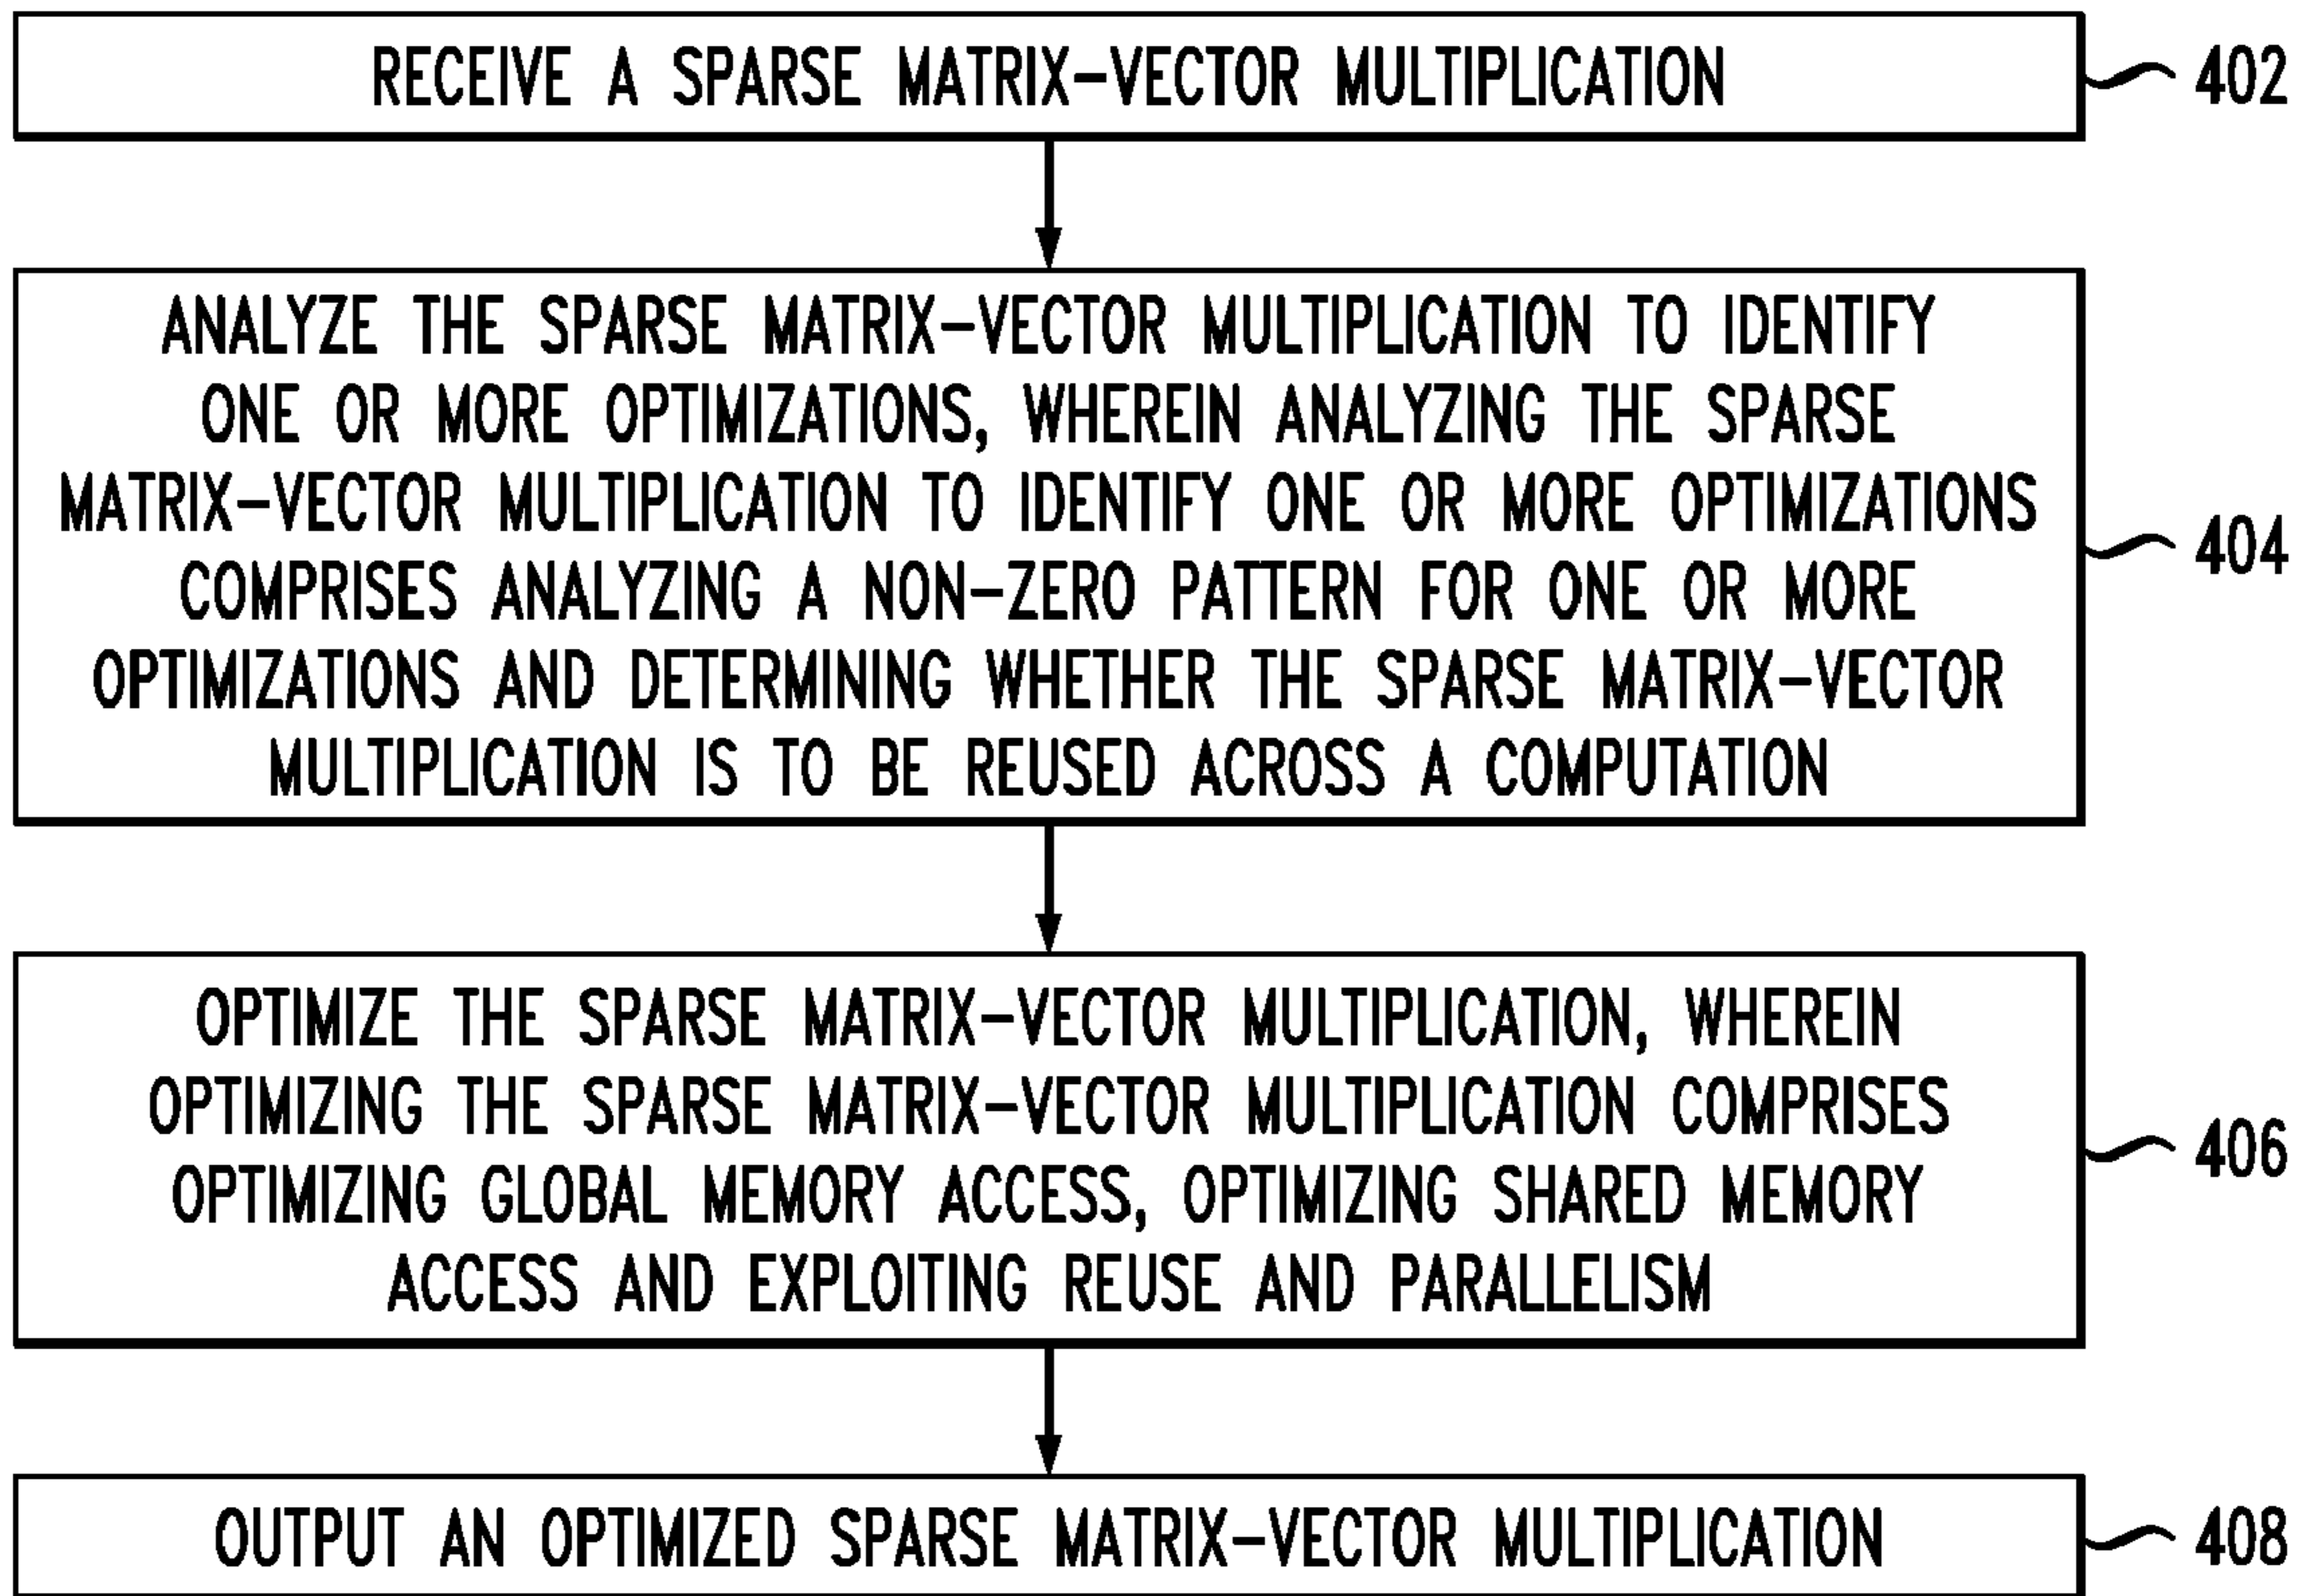 RECEIVE A SPARSE MATRIX-VECTOR MULTIPLICATION
402
ANALYZE THE SPARSE MATRIX-VECTOR MULTIPLICATION TO IDENTIFY
ONE OR MORE OPTIMIZATIONS, WHEREIN ANALYZING THE SPARSE
MATRIX-VECTOR MULTIPLICATION TO IDENTIFY ONE OR MORE OPTIMIZATIONS
COMPRISES ANALYZING A NON-ZERO PATTERN FOR ONE OR MORE
OPTIMIZATIONS AND DETERMINING WHETHER THE SPARSE MATRIX-VECTOR
MULTIPLICATION IS TO BE REUSED ACROSS A COMPUTATION
404
OPTIMIZE THE SPARSE MATRIX-VECTOR MULTIPLICATION, WHEREIN
OPTIMIZING THE SPARSE MATRIX-VECTOR MULTIPLICATION COMPRISES
OPTIMIZING GLOBAL MEMORY ACCESS, OPTIMIZING SHARED MEMORY
ACCESS AND EXPLOITING REUSE AND PARALLELISM
406
OUTPUT AN OPTIMIZED SPARSE MATRIX-VECTOR MULTIPLICATION
408